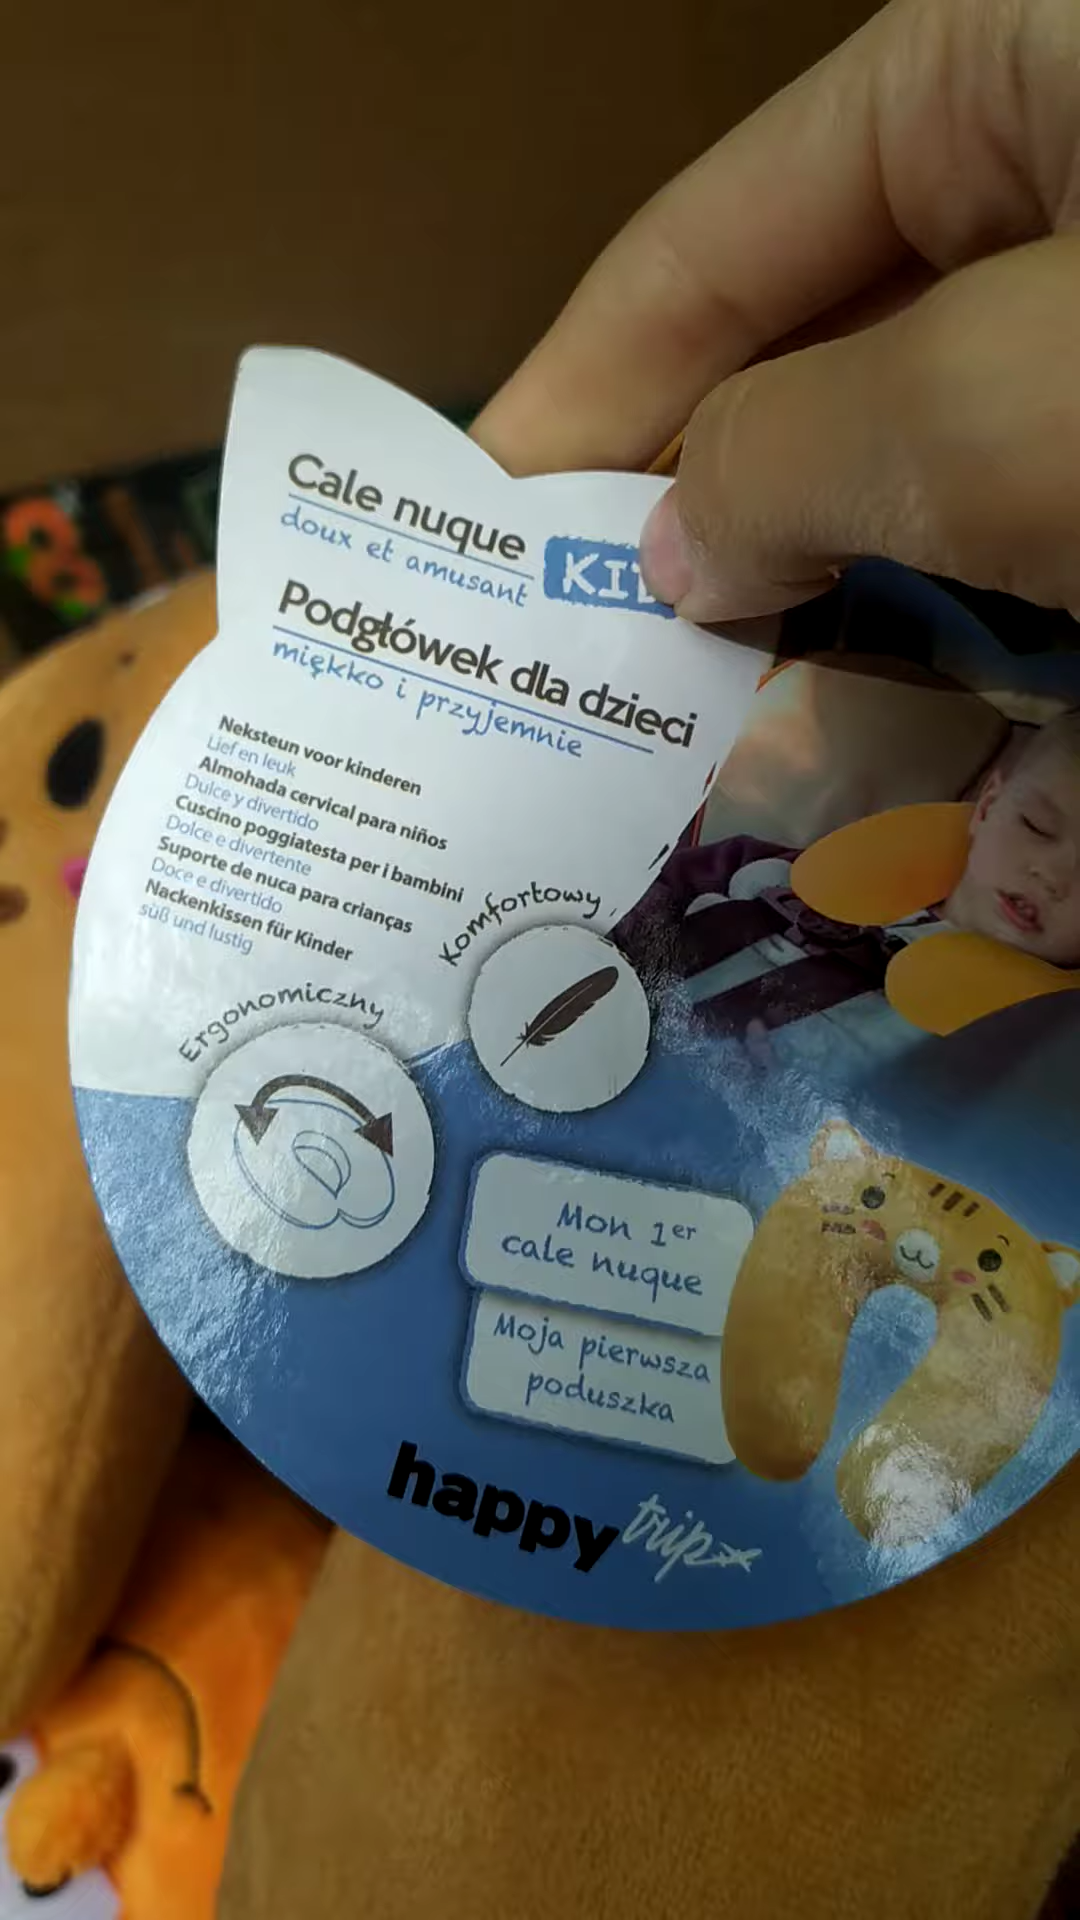 Cale nuque
doux et amusant
Podgłówek dla dzieci
miękko i przyjemnie
Neksteun voor kinderen
Lief en leuk
Almohada cervical para niños
Dulce y divertido
Cuscino poggiatesta per i bambini
Dolce e divertente
Suporte de nuca para crianças
Doce e divertido
Nackenkissen für Kinder
süß und lustig
Komfortowy
Ergonomiczny
Mon 1er
cale nuque
Moja pierwsza
poduszka
happy trip